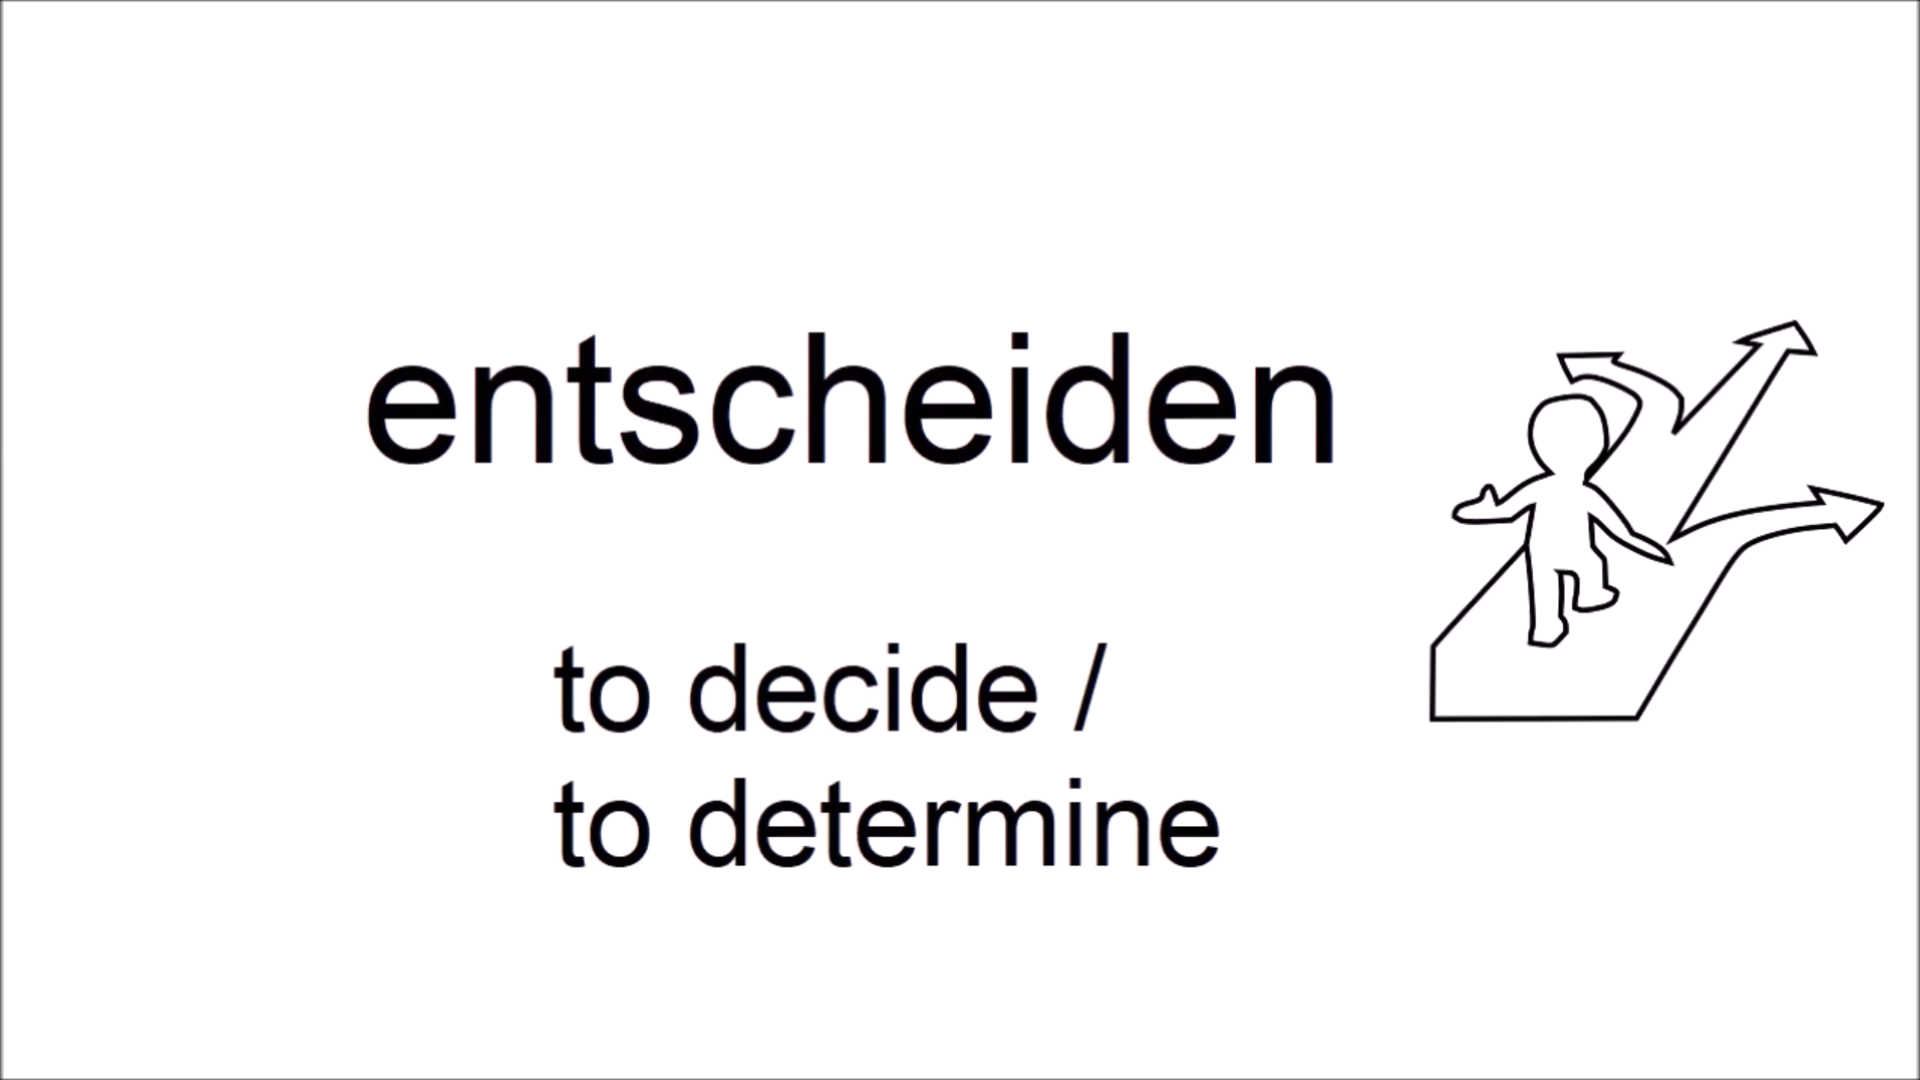 entscheiden
to decide /
to determine